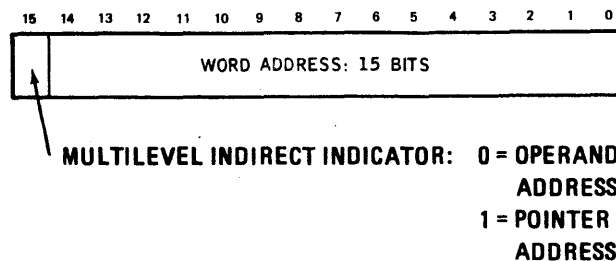 15 14 13 12 11 10 9 8 7 6 5 4 3 2 1 0
WORD ADDRESS: 15 BITS
MULTILEVEL INDIRECT INDICATOR: 0 = OPERAND
ADDRESS
1 = POINTER
ADDRESS